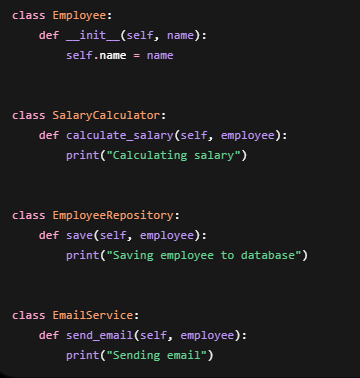 class Employee:
    def __init__(self, name):
        self.name = name
class SalaryCalculator:
    def calculate_salary(self, employee):
        print("Calculating salary")
class EmployeeRepository:
    def save(self, employee):
        print("Saving employee to database")
class EmailService:
    def send_email(self, employee):
        print("Sending email")